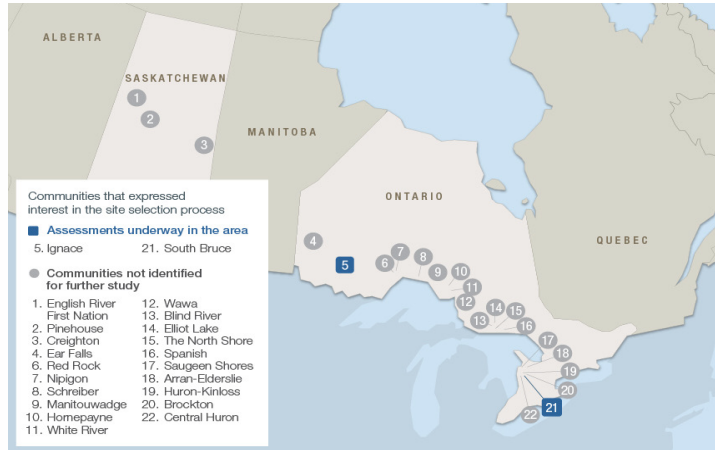 ALBERTA
SASKATCHEWAN
1
2
3
MANITOBA
ONTARIO
QUEBEC
4
5
6
7
8
9
10
11
12
13
14
15
16
17
18
19
20
21
22
Communities that expressed
interest in the site selection process
Assessments underway in the area
5. Ignace
21. South Bruce
Communities not identified
for further study
1. English River
First Nation
2. Pinehouse
3. Creighton
4. Ear Falls
6. Red Rock
7. Nipigon
8. Schreiber
9. Manitouwadge
10. Hornepayne
11. White River
12. Wawa
13. Blind River
14. Elliot Lake
15. The North Shore
16. Spanish
17. Saugeen Shores
18. Arran-Elderslie
19. Huron-Kinloss
20. Brockton
22. Central Huron